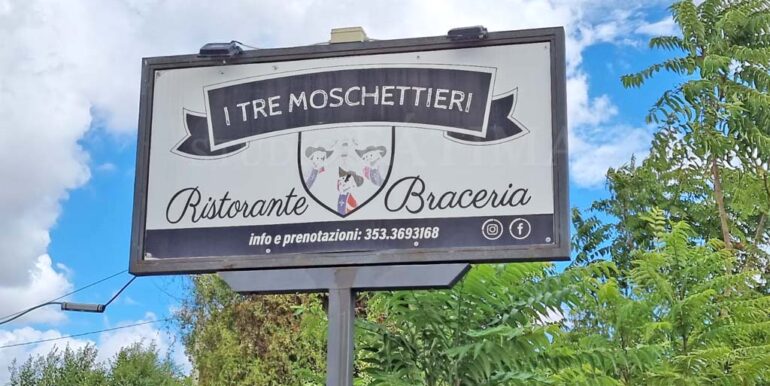 I TRE MOSCHETTIERI
Ristorante Braceria
info e prenotazioni: 353.3693168